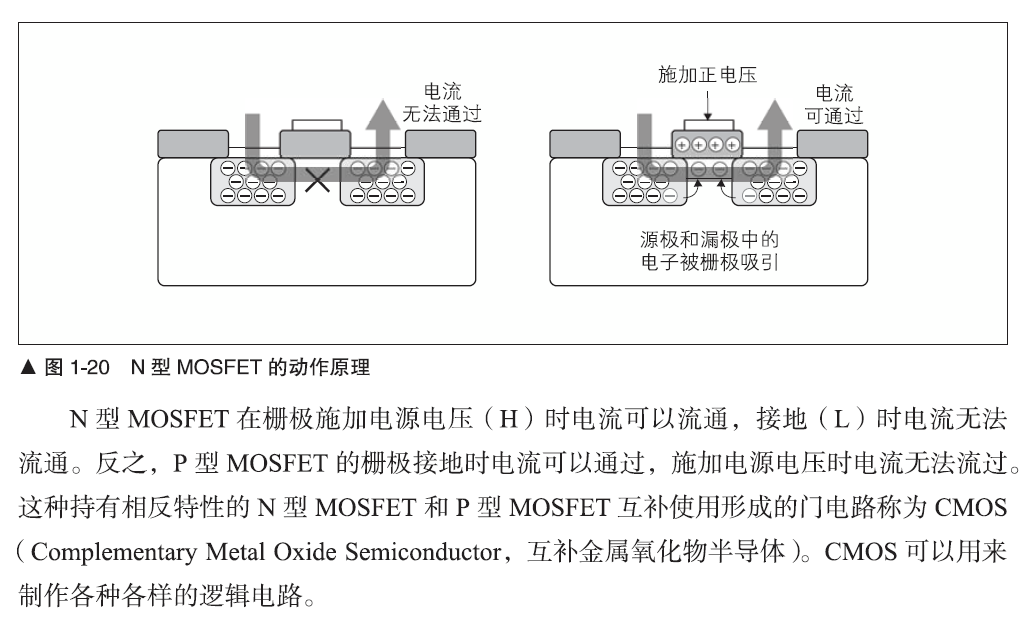 电流
无法通过
施加正电压
电流
可通过
源极和漏极中的
电子被栅极吸引
▲ 图 1-20 N 型 MOSFET 的动作原理
N 型 MOSFET 在栅极施加电源电压（H）时电流可以流通，接地（L）时电流无法
流通。反之，P 型 MOSFET 的栅极接地时电流可以通过，施加电源电压时电流无法流过。
这种持有相反特性的 N 型 MOSFET 和 P 型 MOSFET 互补使用形成的门电路称为 CMOS
（Complementary Metal Oxide Semiconductor，互补金属氧化物半导体）。CMOS 可以用来
制作各种各样的逻辑电路。